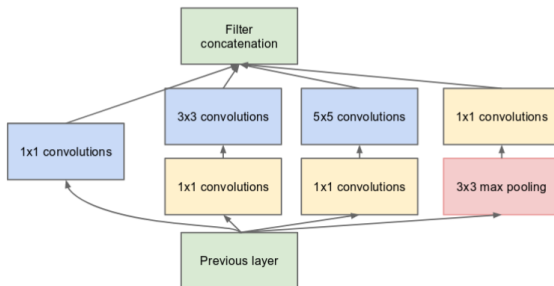 Filter
concatenation
3x3 convolutions
5x5 convolutions
1x1 convolutions
1x1 convolutions
1x1 convolutions
1x1 convolutions
3x3 max pooling
Previous layer